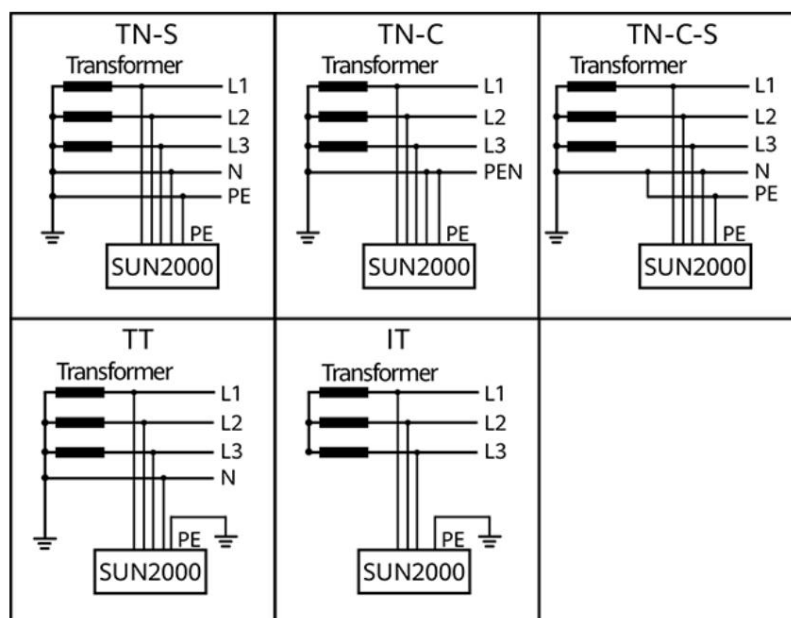 TN-S
Transformer
L1
L2
L3
N
PE
PE
SUN2000
TN-C
Transformer
L1
L2
L3
PEN
PE
SUN2000
TN-C-S
Transformer
L1
L2
L3
N
PE
PE
SUN2000
TT
Transformer
L1
L2
L3
N
PE
SUN2000
IT
Transformer
L1
L2
L3
PE
SUN2000